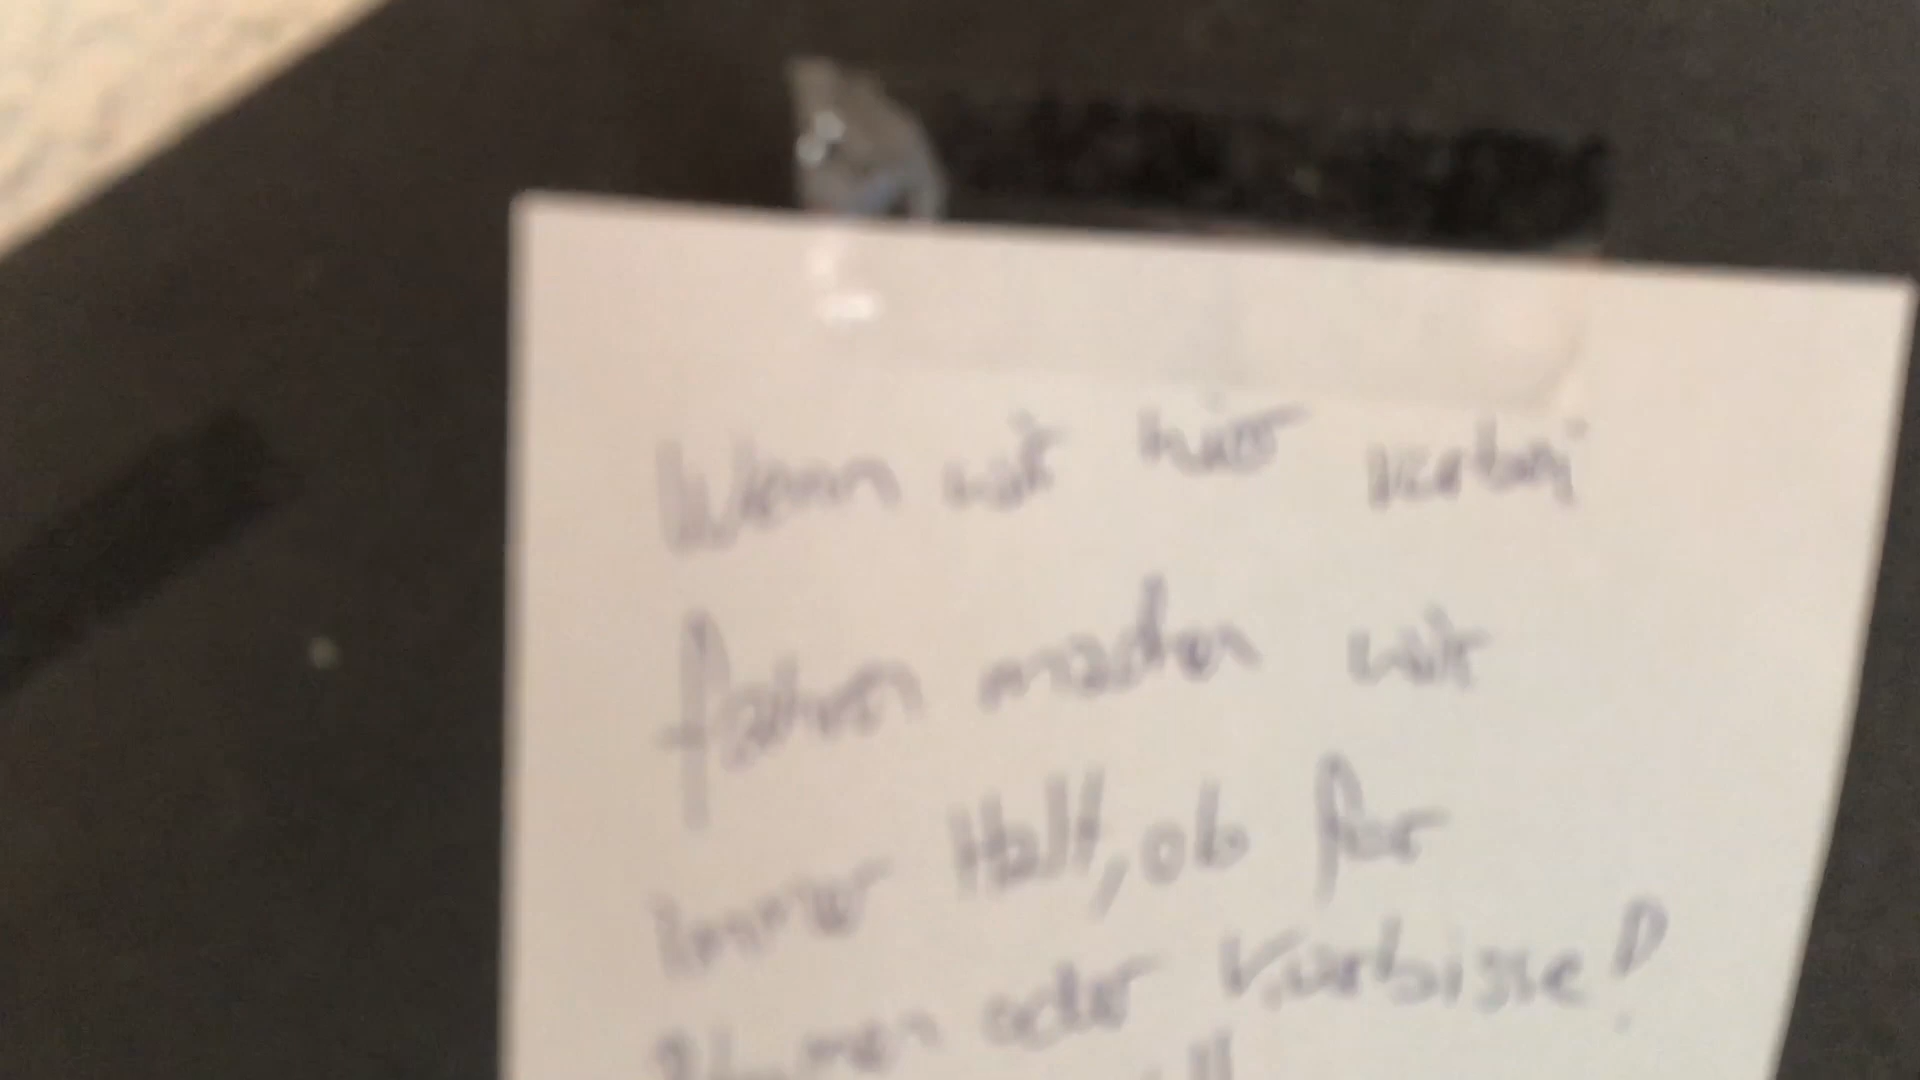 Wenn wir hier vorbei
fahren machen wir
immer Halt, ob für
Blumen oder Kürbisse!